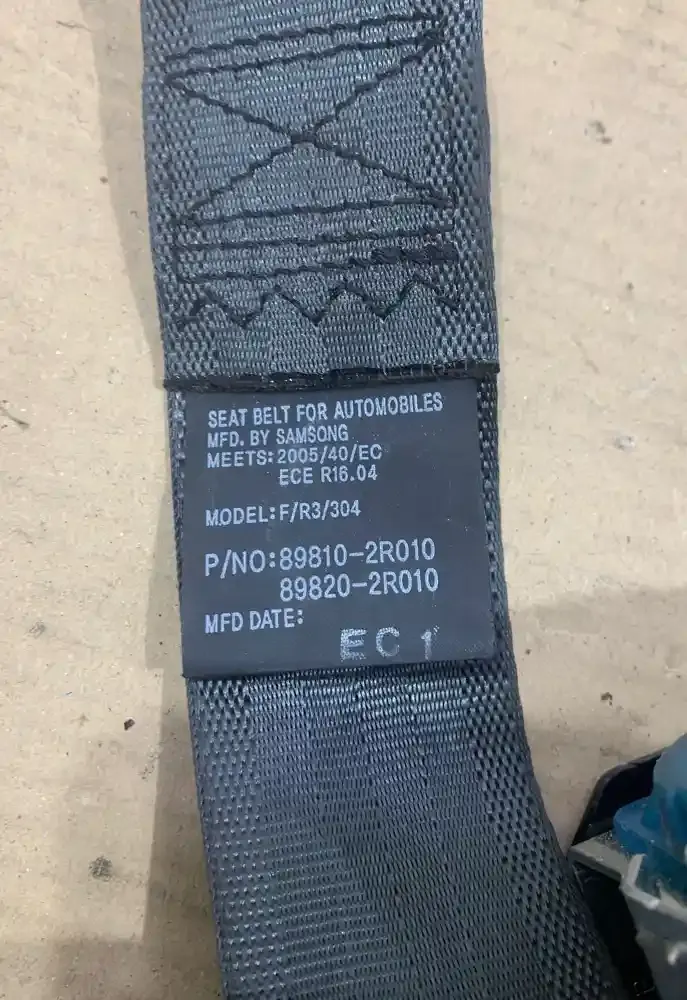 SEAT BELT FOR AUTOMOBILES
MFD. BY SAMSONG
MEETS: 2005/40/EC
ECE R16.04
MODEL: F/R3/304
P/NO: 89810-2R010
89820-2R010
MFD DATE:
EC 1